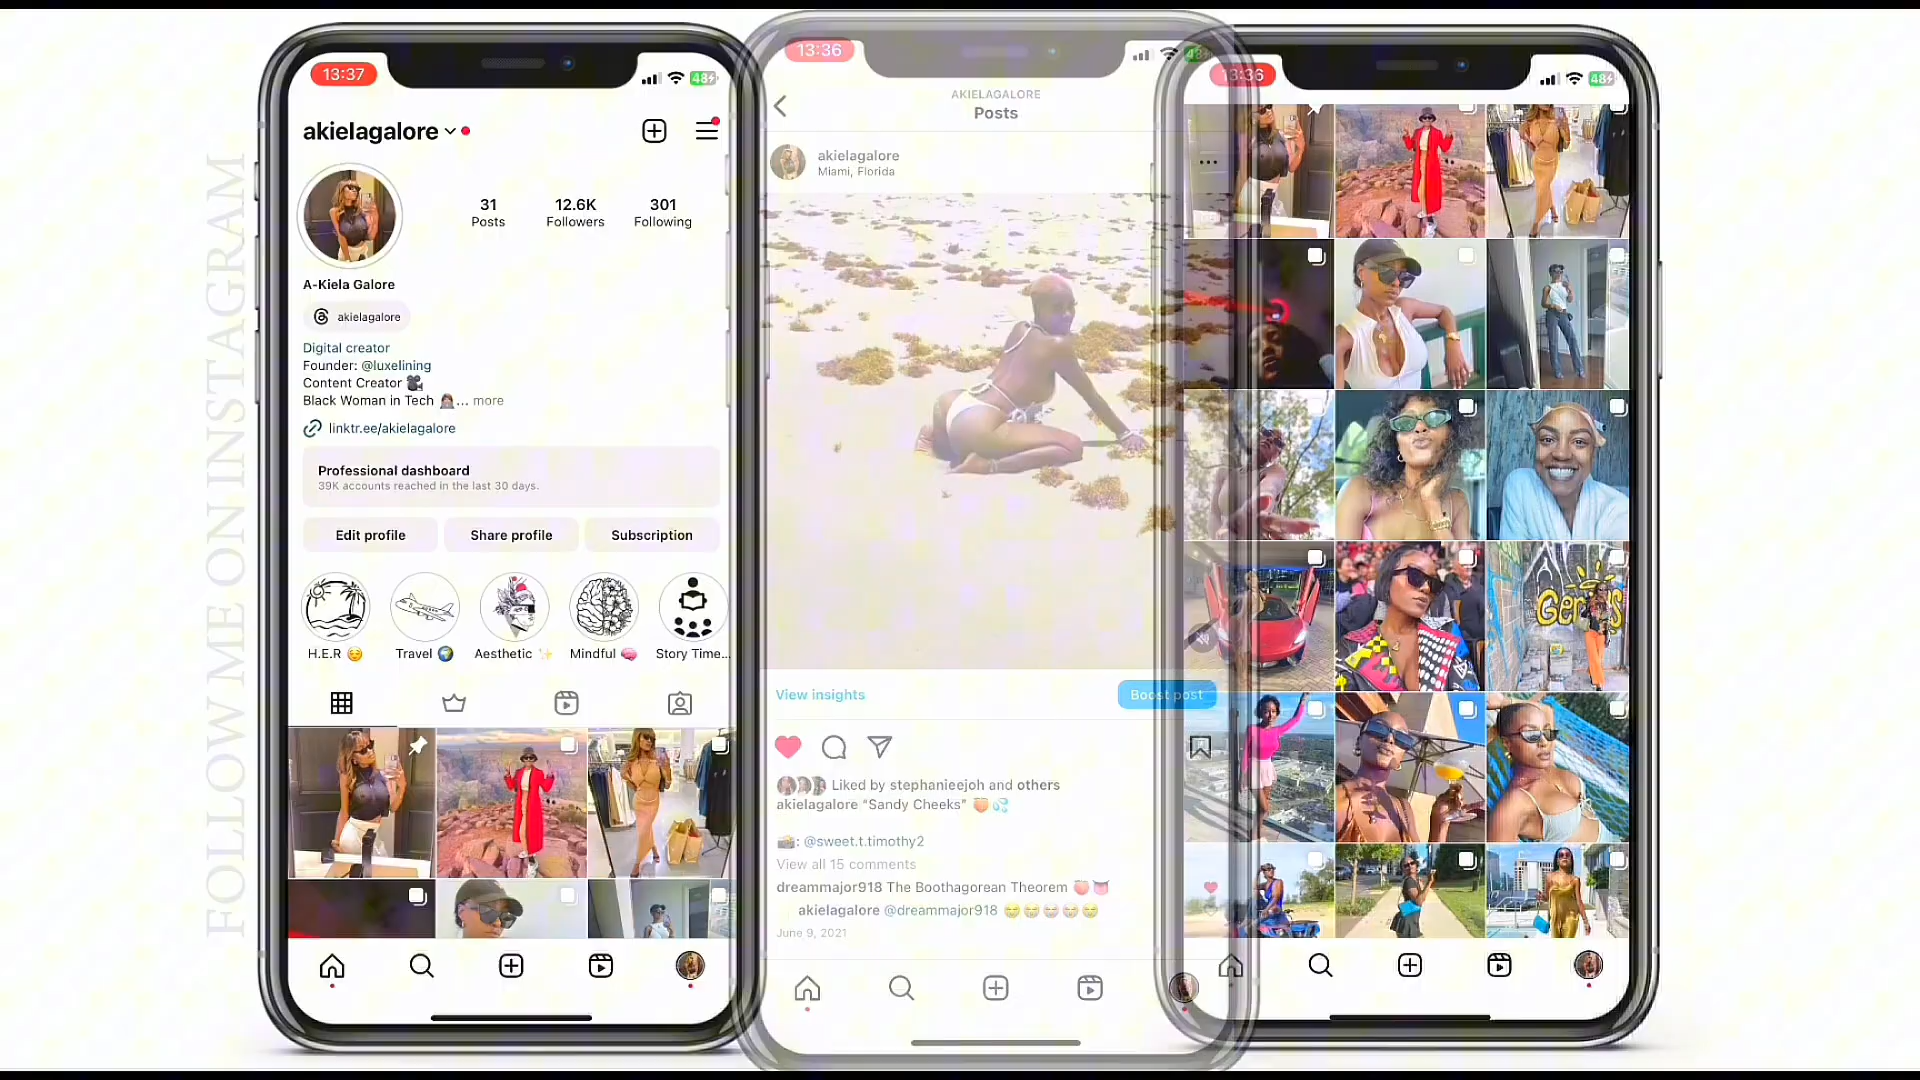 FOLLOW ME ON INSTAGRAM
13:37
48
akielagalore
31
Posts
12.6K
Followers
301
Following
A-Kiela Galore
akielagalore
Digital creator
Founder: @luxelining
Content Creator 🎥
Black Woman in Tech 👩🏾... more
linktr.ee/akielagalore
Professional dashboard
39K accounts reached in the last 30 days.
Edit profile
Share profile
Subscription
H.E.R 😌
Travel 🌍
Aesthetic ✨
Mindful 🧠
Story Time...
13:36
48
AKIELAGALORE
Posts
akielagalore
Miami, Florida
View insights
Boost post
Liked by stephanieejoh and others
akielagalore “Sandy Cheeks” 🍑💦
📸: @sweet.t.timothy2
View all 15 comments
dreammajor918 The Boothagorean Theorem 🍑👅
akielagalore @dreammajor918 😂😂😂😂😂
June 9, 2021
13:36
48